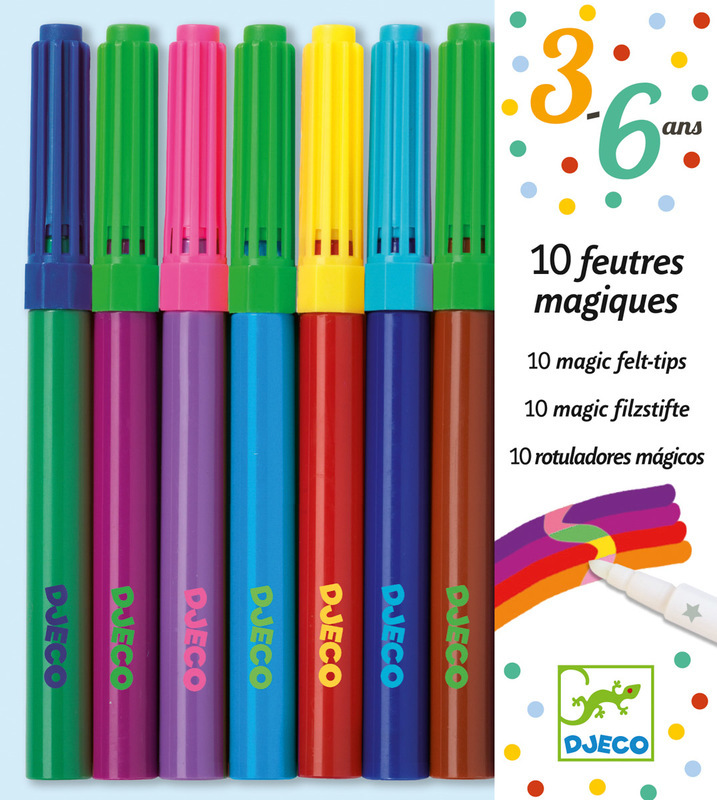 3-6 ans
10 feutres
magiques
10 magic felt-tips
10 magic filzstifte
10 rotuladores mágicos
DJECO
DJECO
DJECO
DJECO
DJECO
DJECO
DJECO
DJECO